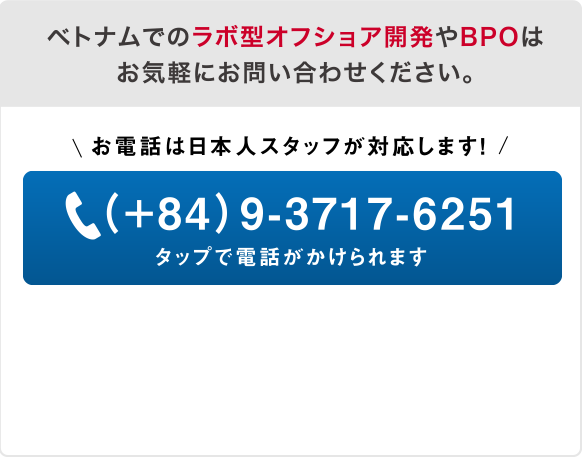 ベトナムでのラボ型オフショア開発やBPOは
お気軽にお問い合わせください。
\ お電話は日本人スタッフが対応します! /
(+84) 9-3717-6251
タップで電話がかけられます